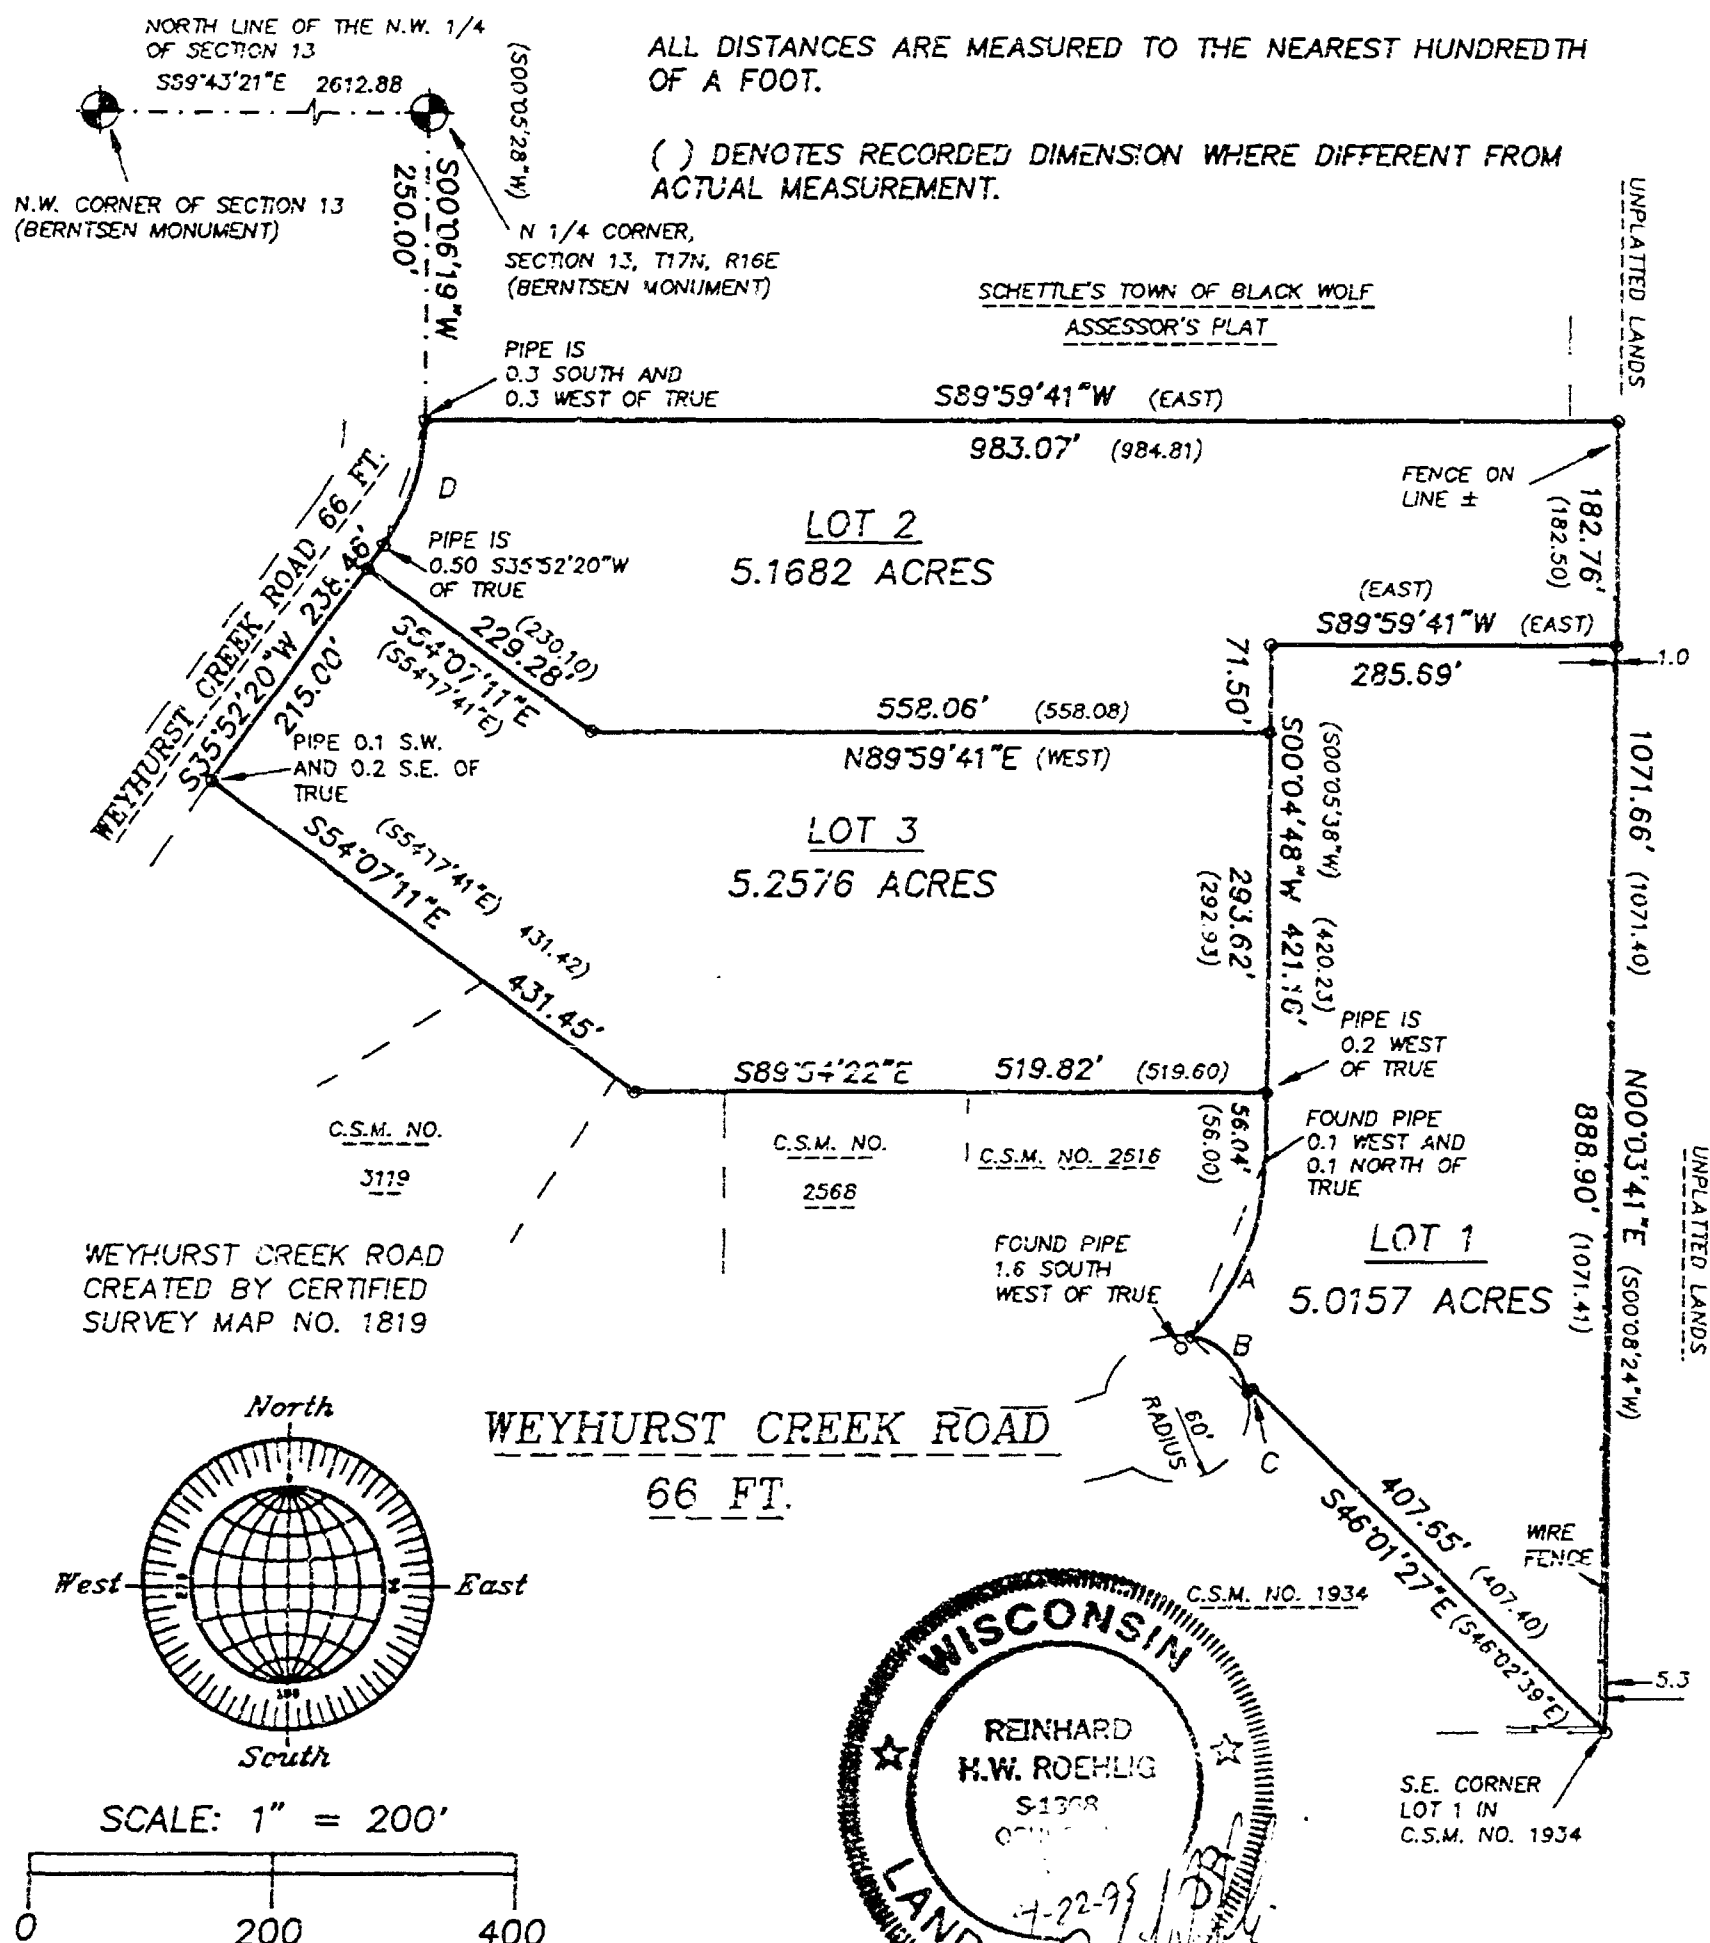 NORTH LINE OF THE N.W. 1/4
OF SECTION 13
S89°43'21"E 2612.88
N.W. CORNER OF SECTION 13
(BERNTSEN MONUMENT)
(S00°05'28"W)
S00°06'19"W
250.00'
N 1/4 CORNER,
SECTION 13, T17N, R16E
(BERNTSEN MONUMENT)
ALL DISTANCES ARE MEASURED TO THE NEAREST HUNDREDTH
OF A FOOT.
( ) DENOTES RECORDED DIMENSION WHERE DIFFERENT FROM
ACTUAL MEASUREMENT.
SCHETTLE'S TOWN OF BLACK WOLF
ASSESSOR'S PLAT
UNPLATTED LANDS
PIPE IS
0.3 SOUTH AND
0.3 WEST OF TRUE
S89°59'41"W (EAST)
983.07' (984.81)
FENCE ON
LINE ±
182.76'
(182.50)
D
WEYHURST CREEK ROAD 66 FT.
S35°52'20"W 238.46'
215.00'
PIPE IS
0.50 S35°52'20"W
OF TRUE
LOT 2
5.1682 ACRES
(EAST)
S89°59'41"W (EAST)
285.69'
1.0
71.50'
(230.10)
229.28'
S54°07'11"E
(S54°17'41"E)
558.06' (558.08)
N89°59'41"E (WEST)
PIPE 0.1 S.W.
AND 0.2 S.E. OF
TRUE
LOT 3
5.2576 ACRES
(S00°05'38"W) (420.23)
S00°04'48"W 421.16'
293.62'
(292.93)
1071.66' (1071.40)
(S54°17'41"E) 431.42)
S54°07'11"E
431.45'
S89°54'22"E 519.82' (519.60)
PIPE IS
0.2 WEST
OF TRUE
56.04'
(56.00)
FOUND PIPE
0.1 WEST AND
0.1 NORTH OF
TRUE
N00°03'41"E (S00°08'24"W)
888.90' (1071.41)
UNPLATTED LANDS
C.S.M. NO.
3119
C.S.M. NO.
2568
C.S.M. NO. 2516
LOT 1
5.0157 ACRES
WEYHURST CREEK ROAD
CREATED BY CERTIFIED
SURVEY MAP NO. 1819
FOUND PIPE
1.6 SOUTH
WEST OF TRUE
A
B
C
60'
RADIUS
WEYHURST CREEK ROAD
66 FT.
407.65' (407.40)
S46°01'27"E (S46°02'39"E)
WIRE
FENCE
C.S.M. NO. 1934
5.3
S.E. CORNER
LOT 1 IN
C.S.M. NO. 1934
North
West
East
South
SCALE: 1" = 200'
0 200 400
WISCONSIN
REINHARD
H.W. ROEHLIG
S-1368
LAND